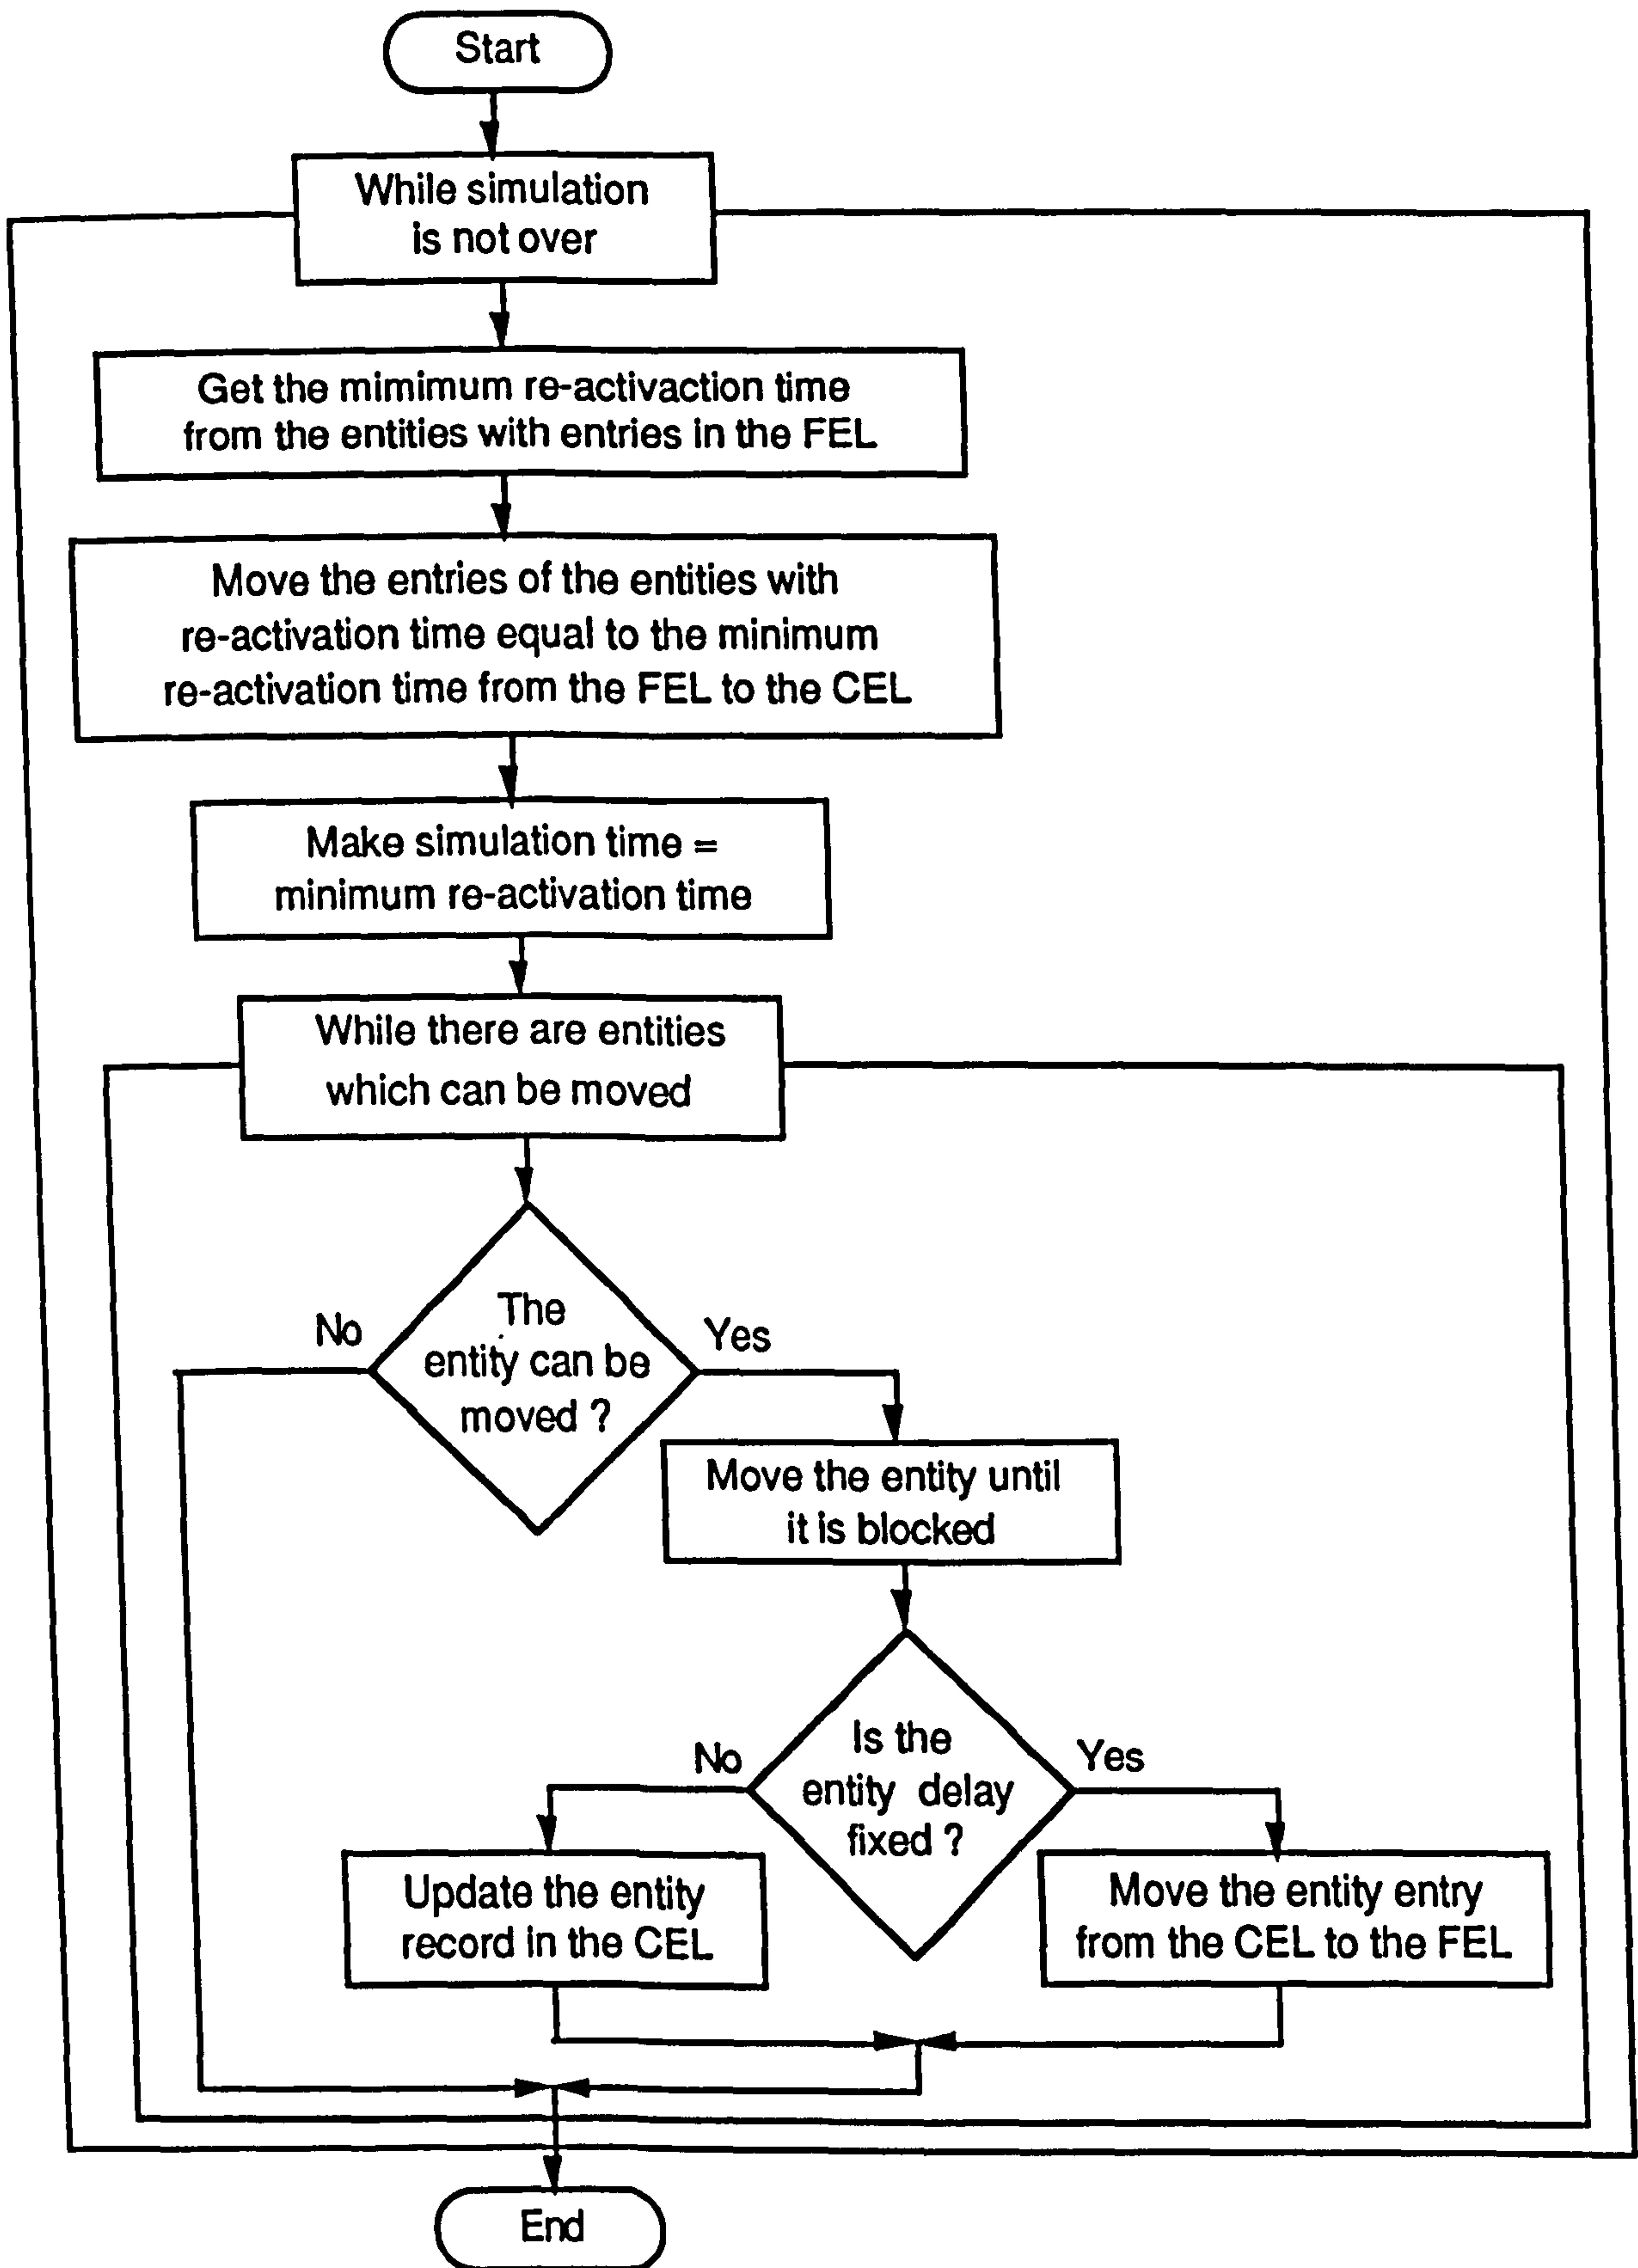 Start
While simulation
is not over
Get the mimimum re-activaction time
from the entities with entries in the FEL
Move the entries of the entities with
re-activation time equal to the minimum
re-activation time from the FEL to the CEL
Make simulation time =
minimum re-activation time
While there are entities
which can be moved
The
entity can be
moved ?
No
Yes
Move the entity until
it is blocked
Is the
entity delay
fixed ?
No
Yes
Update the entity
record in the CEL
Move the entity entry
from the CEL to the FEL
End